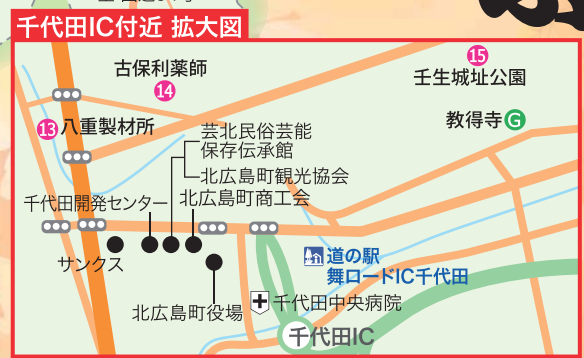 千代田IC付近 拡大図
古保利薬師
14
15
壬生城址公園
13 八重製材所
教得寺 G
芸北民俗芸能
保存伝承館
北広島町観光協会
千代田開発センター
北広島町商工会
サンクス
道の駅
舞ロードIC千代田
北広島町役場
千代田中央病院
千代田IC